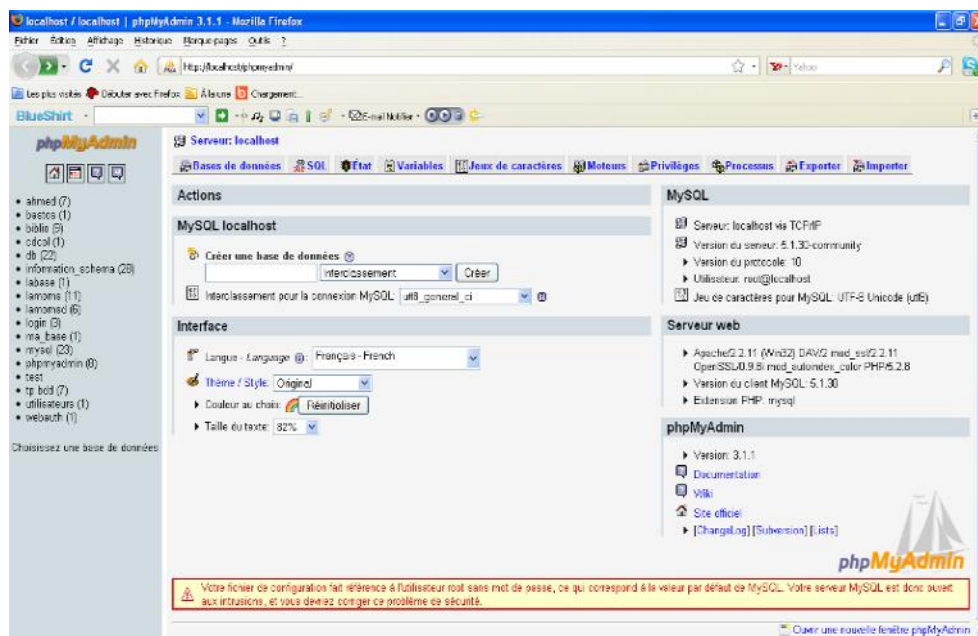 localhost / localhost | phpMyAdmin 3.1.1 - Mozilla Firefox
Fichier Édition Affichage Historique Marque-pages Outils ?
http://localhost/phpmyadmin/
Yahoo
Les plus visités Débuter avec Firefox À la une Chargement...
BlueShirt
E-mail Notifier
phpMyAdmin
ahmed (7)
bastos (1)
biblio (9)
cdcol (1)
db (22)
information_schema (28)
labase (1)
lamoms (11)
lamomsd (6)
login (3)
ma_base (1)
mysql (23)
phpmyadmin (8)
test
tp bdd (7)
utilisateurs (1)
webauth (1)
Choisissez une base de données
Serveur: localhost
Bases de données SQL État Variables Jeux de caractères Moteurs Privilèges Processus Exporter Importer
Actions
MySQL localhost
Créer une base de données
Interclassement Créer
Interclassement pour la connexion MySQL: utf8_general_ci
Interface
Langue - Language : Français - French
Thème / Style: Original
Couleur au choix: Réinitialiser
Taille du texte: 82%
MySQL
Serveur: localhost via TCP/IP
Version du serveur: 5.1.30-community
Version du protocole: 10
Utilisateur: root@localhost
Jeu de caractères pour MySQL: UTF-8 Unicode (utf8)
Serveur web
Apache/2.2.11 (Win32) DAV/2 mod_ssl/2.2.11
OpenSSL/0.9.8i mod_autoindex_color PHP/5.2.8
Version du client MySQL: 5.1.30
Extension PHP: mysql
phpMyAdmin
Version: 3.1.1
Documentation
Wiki
Site officiel
[ChangeLog] [Subversion] [Lists]
phpMyAdmin
Votre fichier de configuration fait référence à l'utilisateur root sans mot de passe, ce qui correspond à la valeur par défaut de MySQL. Votre serveur MySQL est donc ouvert
aux intrusions, et vous devriez corriger ce problème de sécurité.
Ouvrir une nouvelle fenêtre phpMyAdmin